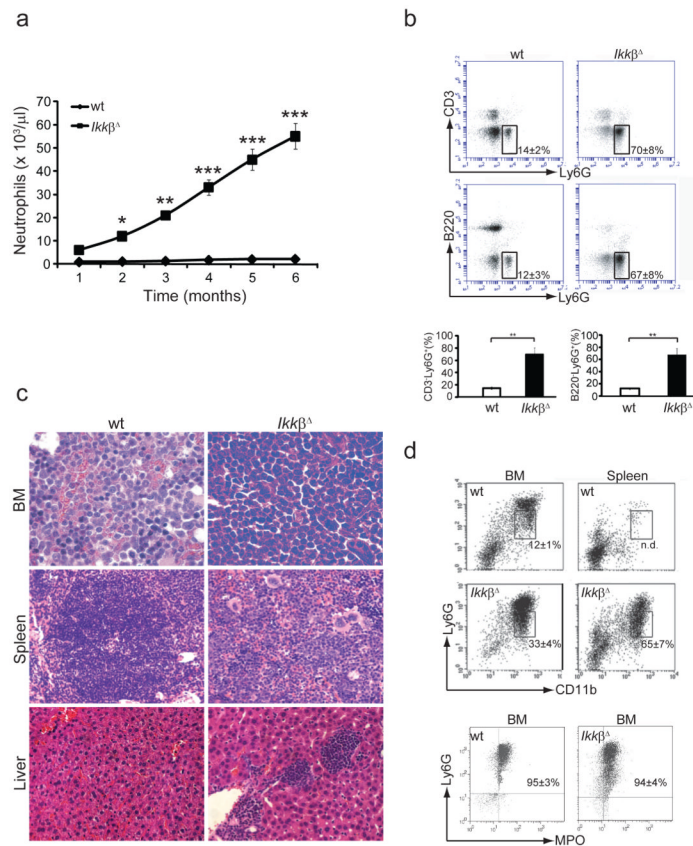 a
wt
Ikkβ^Δ
Neutrophils (x 10³/µl)
70
60
50
40
30
20
10
0
*
**
***
***
***
1 2 3 4 5 6
Time (months)
b
wt Ikkβ^Δ
CD3
14±2% 70±8%
Ly6G
B220
12±3% 67±8%
Ly6G
CD3⁻Ly6G⁺(%)
100
80
60
40
20
0
**
wt Ikkβ^Δ
B220⁻Ly6G⁺(%)
100
80
60
40
20
0
**
wt Ikkβ^Δ
c
wt Ikkβ^Δ
BM
Spleen
Liver
d
BM Spleen
wt wt
12±1% n.d.
Ikkβ^Δ Ikkβ^Δ
33±4% 65±7%
Ly6G
CD11b
BM BM
wt Ikkβ^Δ
95±3% 94±4%
Ly6G
MPO